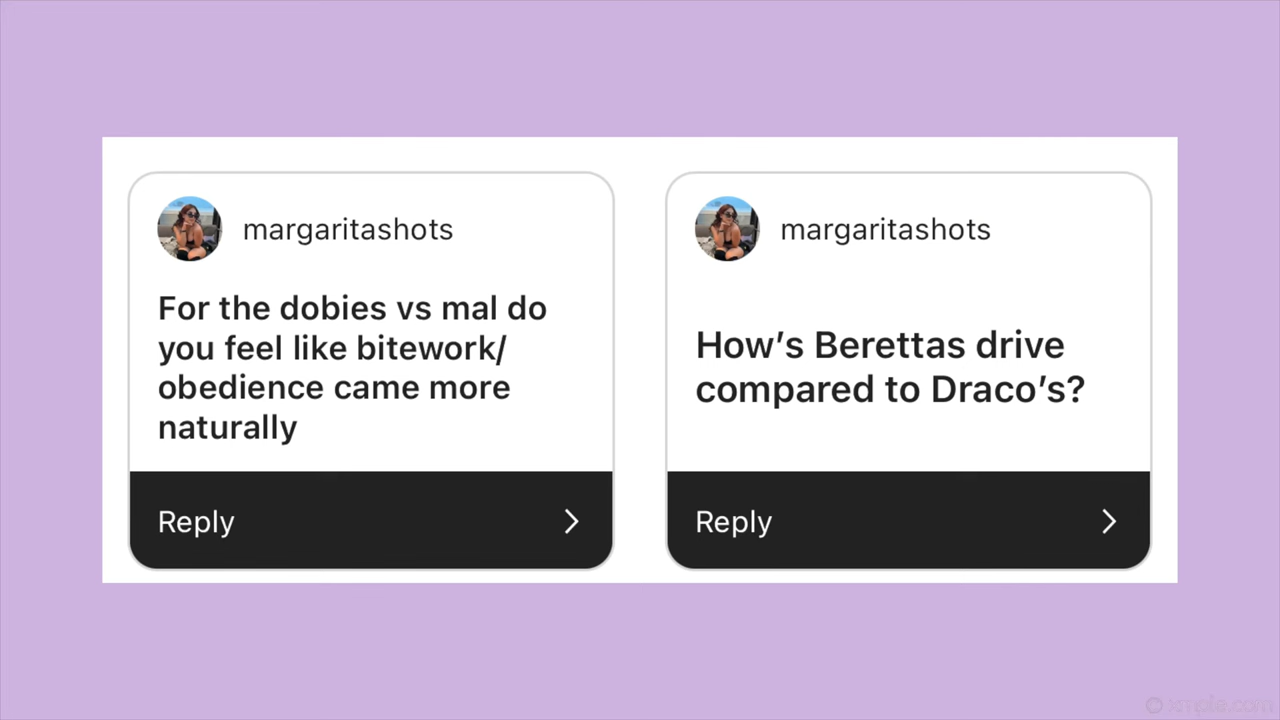 margaritashots
For the dobies vs mal do
you feel like bitework/
obedience came more
naturally
Reply
margaritashots
How’s Berettas drive
compared to Draco’s?
Reply